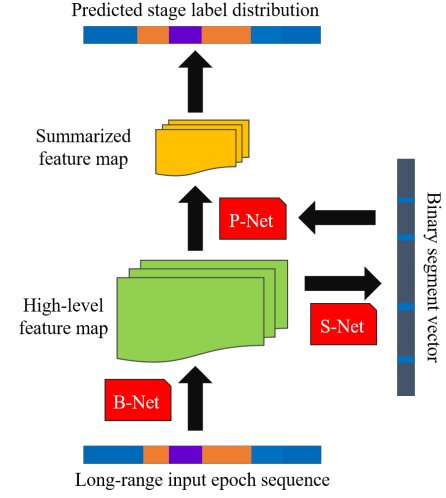 Predicted stage label distribution
Summarized
feature map
P-Net
Binary segment vector
High-level
feature map
S-Net
B-Net
Long-range input epoch sequence